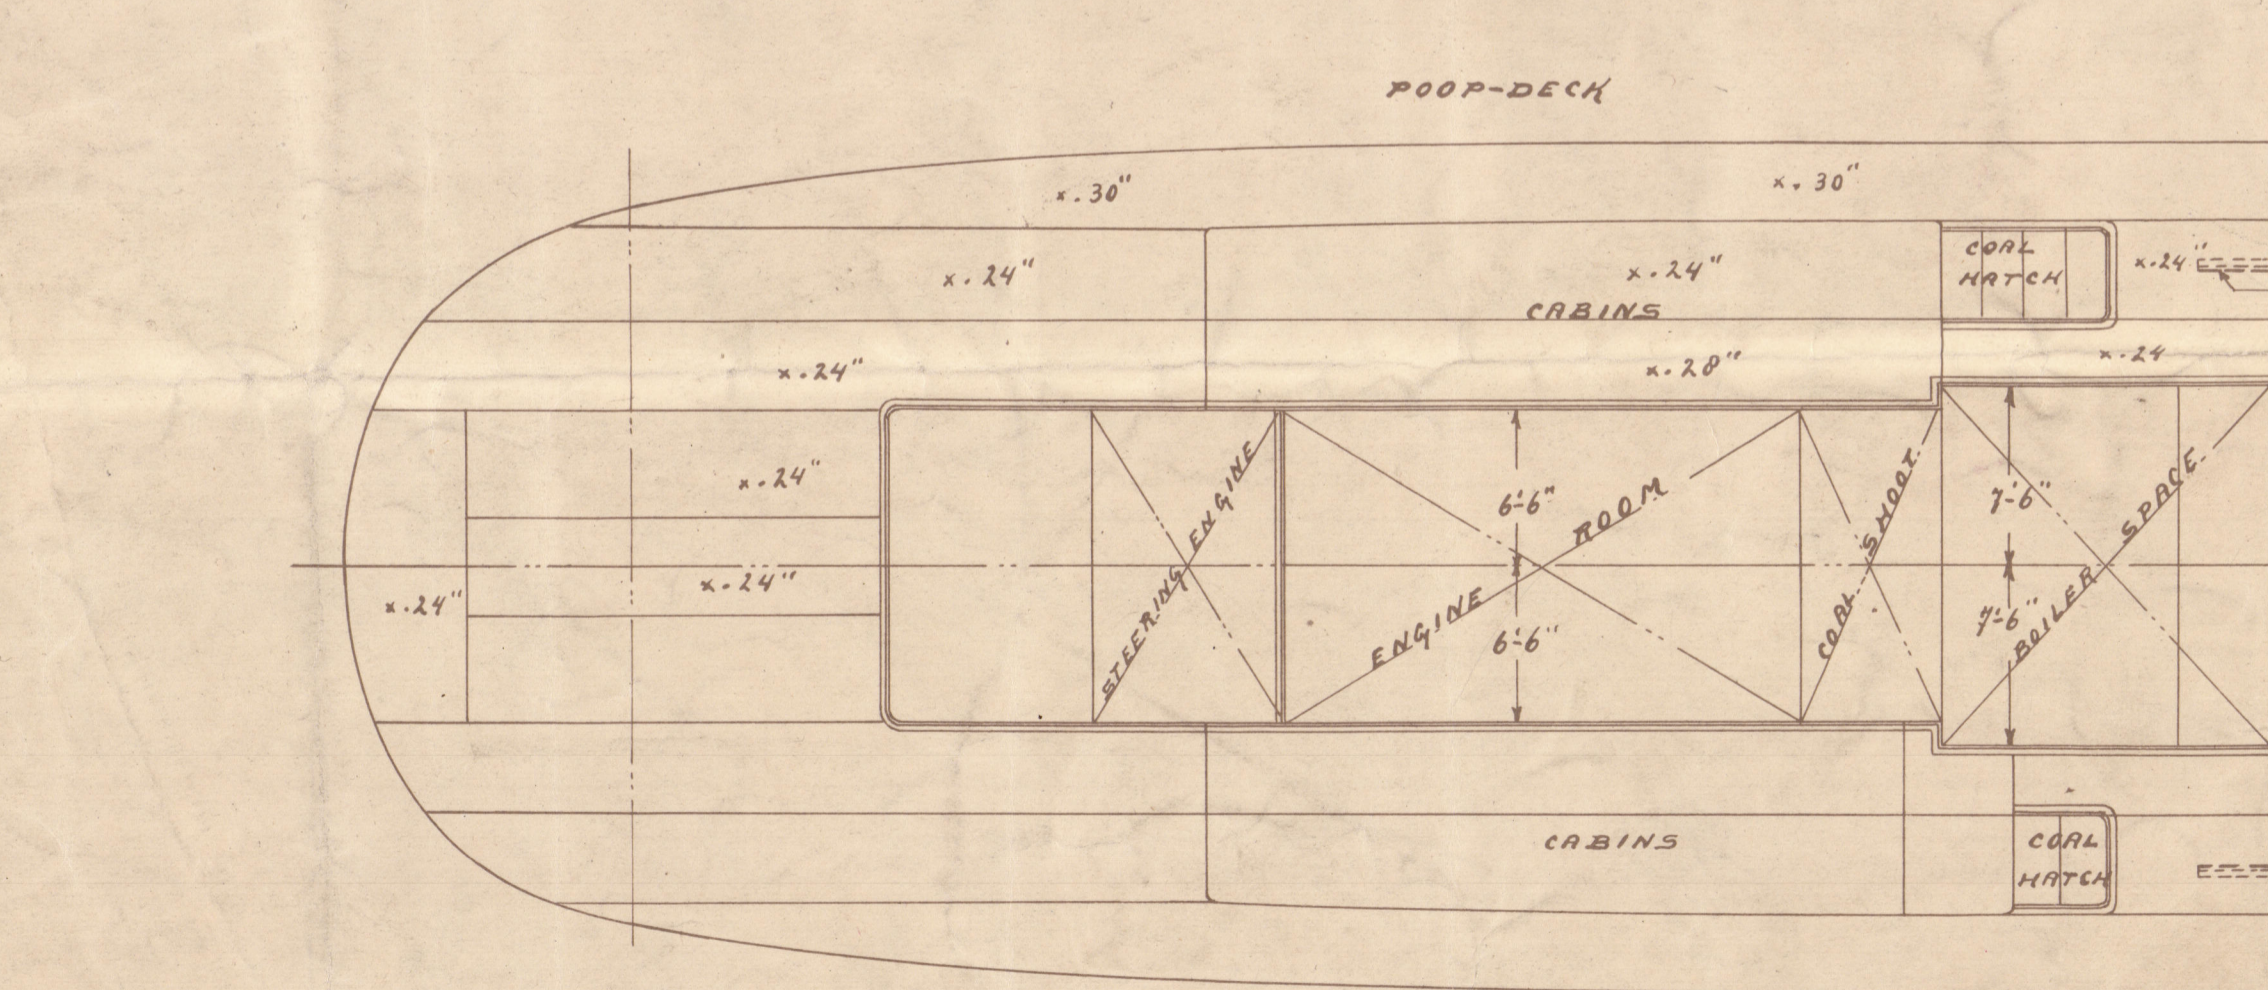 POOP-DECK
x.30"
x.30"
x.24"
x.24"
COAL
HATCH
x.24"
CABINS
x.24"
x.28"
x.24
x.24"
x.24"
x.24"
STEERING ENGINE
ENGINE ROOM
6'-6"
6'-6"
COAL SHOOT.
7'-6"
7'-6"
BOILER SPACE.
CABINS
COAL
HATCH